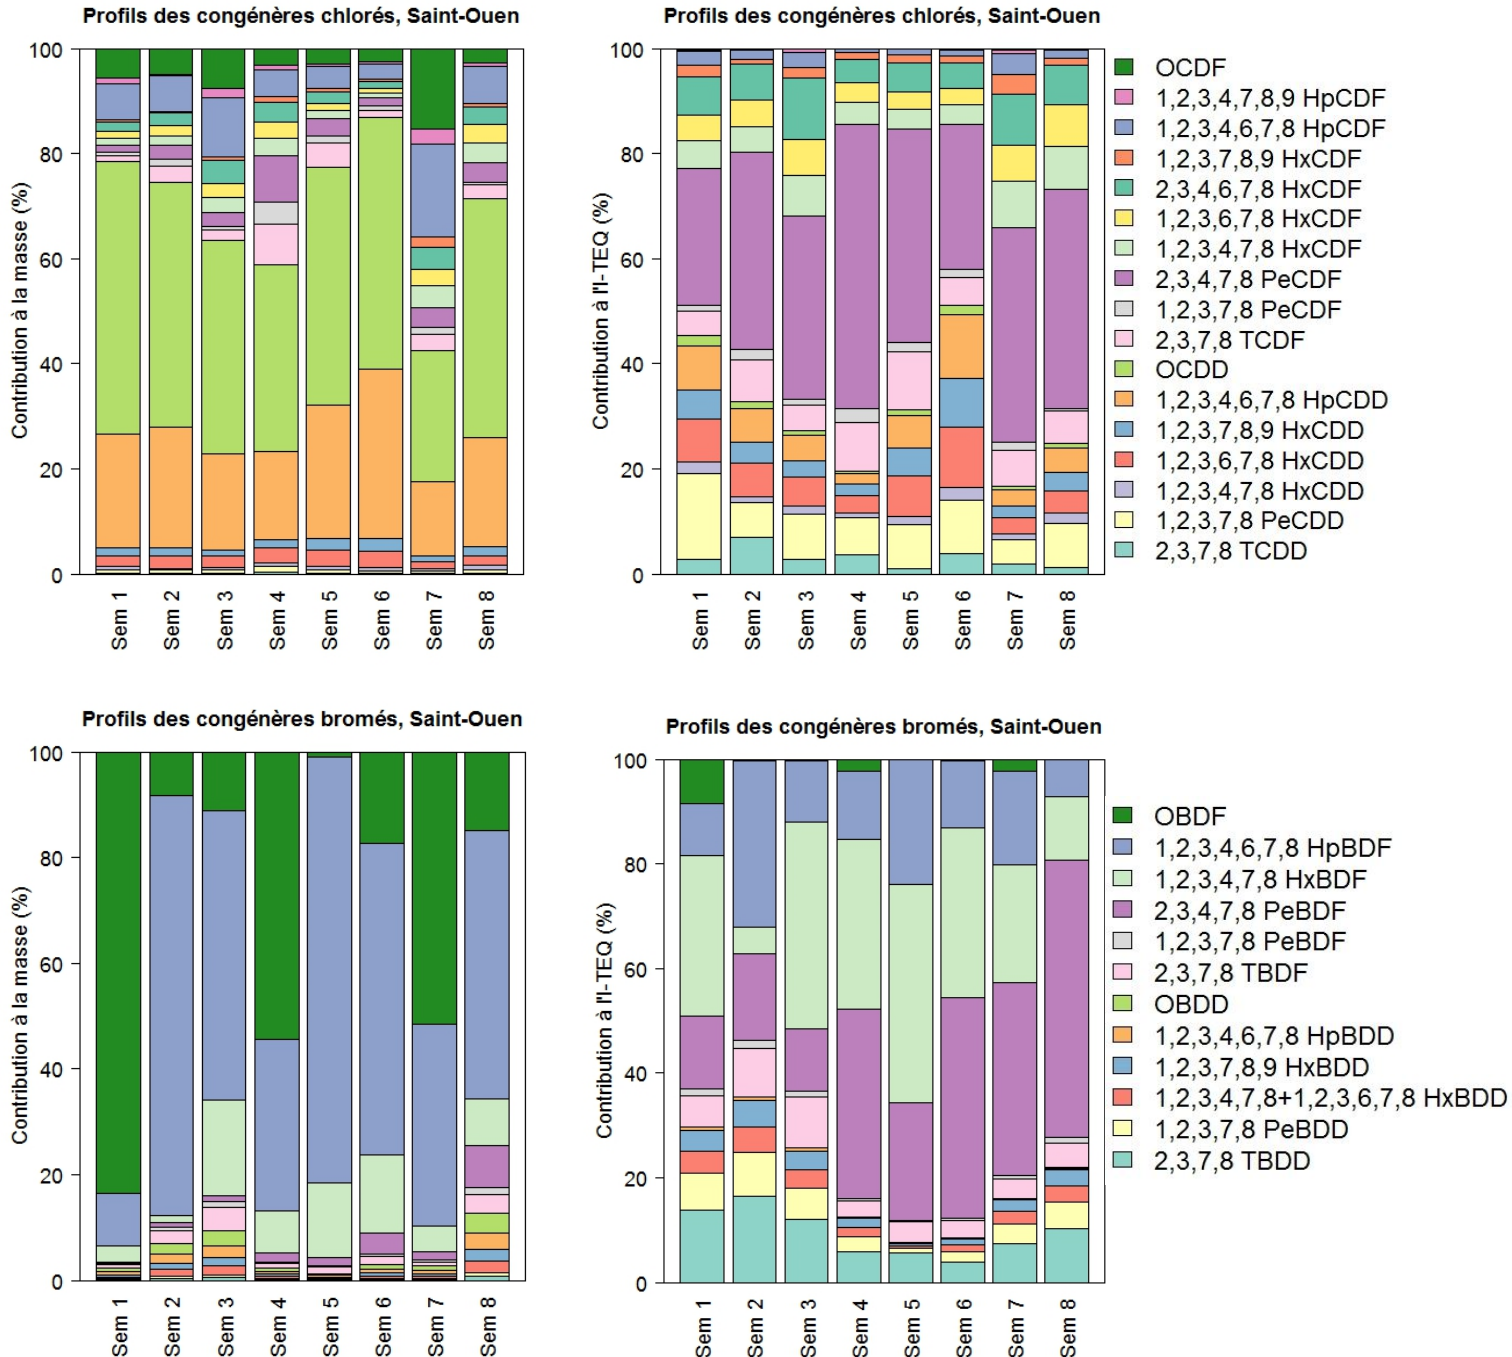 Profils des congénères chlorés, Saint-Ouen
Contribution à la masse (%)
100
80
60
40
20
0
Sem 1
Sem 2
Sem 3
Sem 4
Sem 5
Sem 6
Sem 7
Sem 8
Profils des congénères chlorés, Saint-Ouen
Contribution à l'I-TEQ (%)
100
80
60
40
20
0
Sem 1
Sem 2
Sem 3
Sem 4
Sem 5
Sem 6
Sem 7
Sem 8
OCDF
1,2,3,4,7,8,9 HpCDF
1,2,3,4,6,7,8 HpCDF
1,2,3,7,8,9 HxCDF
2,3,4,6,7,8 HxCDF
1,2,3,6,7,8 HxCDF
1,2,3,4,7,8 HxCDF
2,3,4,7,8 PeCDF
1,2,3,7,8 PeCDF
2,3,7,8 TCDF
OCDD
1,2,3,4,6,7,8 HpCDD
1,2,3,7,8,9 HxCDD
1,2,3,6,7,8 HxCDD
1,2,3,4,7,8 HxCDD
1,2,3,7,8 PeCDD
2,3,7,8 TCDD
Profils des congénères bromés, Saint-Ouen
Contribution à la masse (%)
100
80
60
40
20
0
Sem 1
Sem 2
Sem 3
Sem 4
Sem 5
Sem 6
Sem 7
Sem 8
Profils des congénères bromés, Saint-Ouen
Contribution à l'I-TEQ (%)
100
80
60
40
20
0
Sem 1
Sem 2
Sem 3
Sem 4
Sem 5
Sem 6
Sem 7
Sem 8
OBDF
1,2,3,4,6,7,8 HpBDF
1,2,3,4,7,8 HxBDF
2,3,4,7,8 PeBDF
1,2,3,7,8 PeBDF
2,3,7,8 TBDF
OBDD
1,2,3,4,6,7,8 HpBDD
1,2,3,7,8,9 HxBDD
1,2,3,4,7,8+1,2,3,6,7,8 HxBDD
1,2,3,7,8 PeBDD
2,3,7,8 TBDD